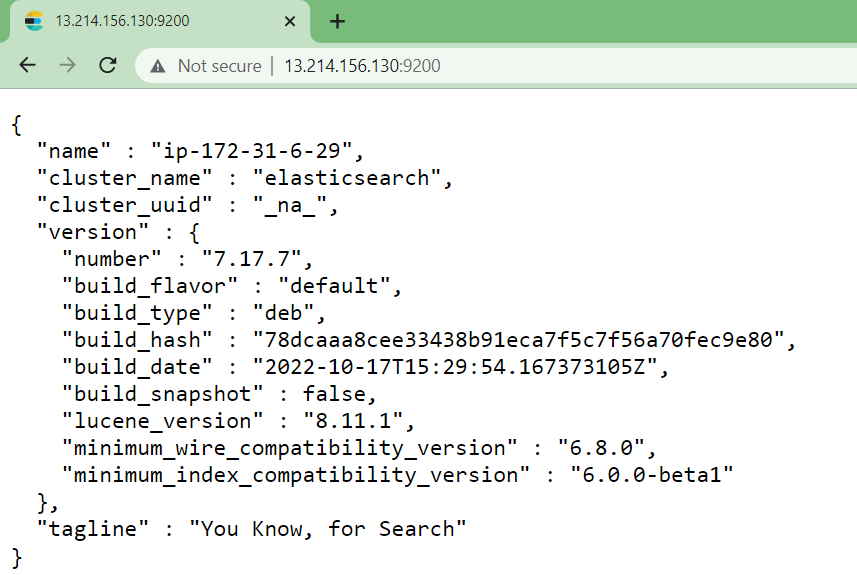 13.214.156.130:9200
Not secure | 13.214.156.130:9200
{
  "name" : "ip-172-31-6-29",
  "cluster_name" : "elasticsearch",
  "cluster_uuid" : "_na_",
  "version" : {
    "number" : "7.17.7",
    "build_flavor" : "default",
    "build_type" : "deb",
    "build_hash" : "78dcaaa8cee33438b91eca7f5c7f56a70fec9e80",
    "build_date" : "2022-10-17T15:29:54.167373105Z",
    "build_snapshot" : false,
    "lucene_version" : "8.11.1",
    "minimum_wire_compatibility_version" : "6.8.0",
    "minimum_index_compatibility_version" : "6.0.0-beta1"
  },
  "tagline" : "You Know, for Search"
}